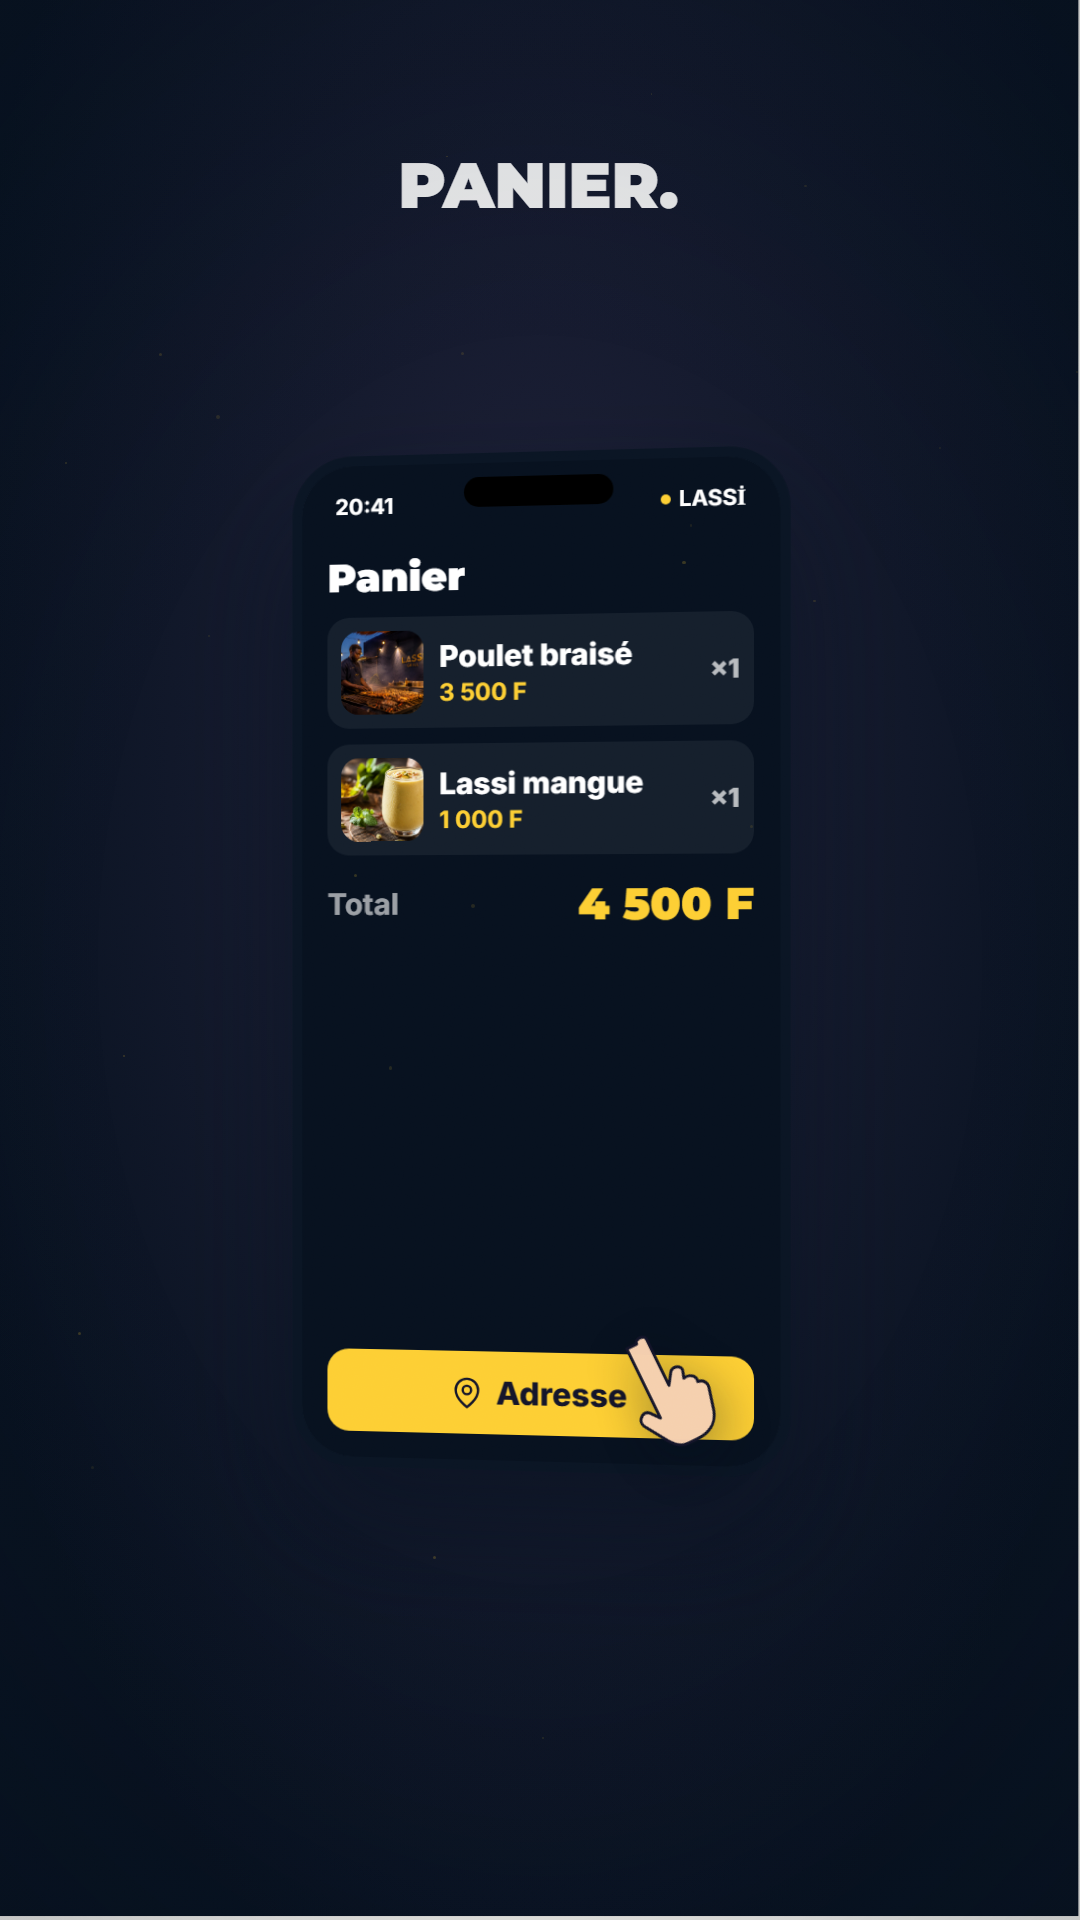 PANIER.
20:41
LASSİ
Panier
Poulet braisé
3 500 F
×1
Lassi mangue
1 000 F
×1
Total
4 500 F
Adresse